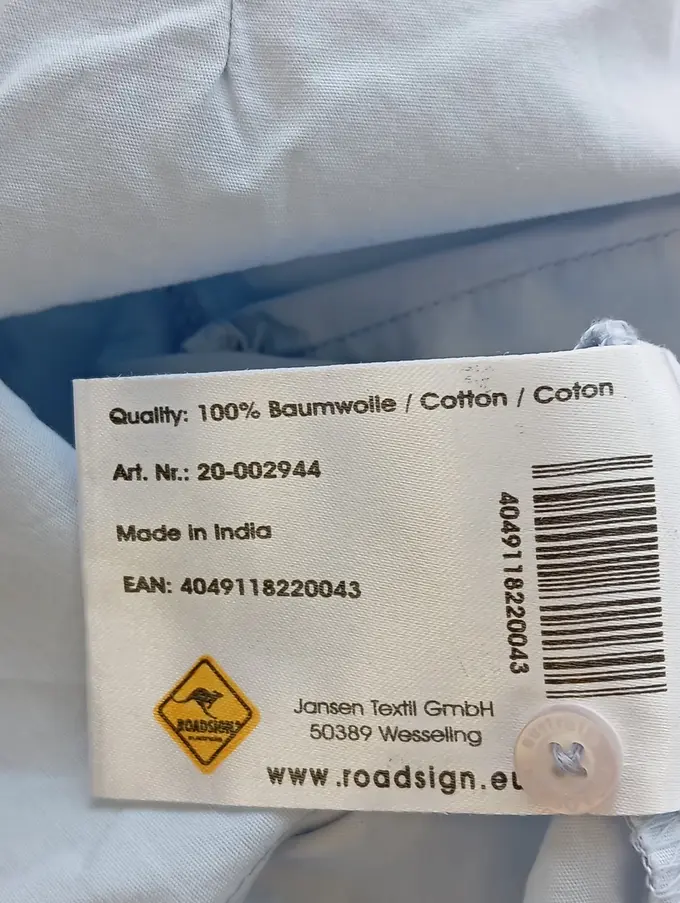 Quality: 100% Baumwolle / Cotton / Coton
Art. Nr.: 20-002944
Made in India
EAN: 4049118220043
4049118220043
ROADSIGN
Jansen Textil GmbH
50389 Wesseling
www.roadsign.eu